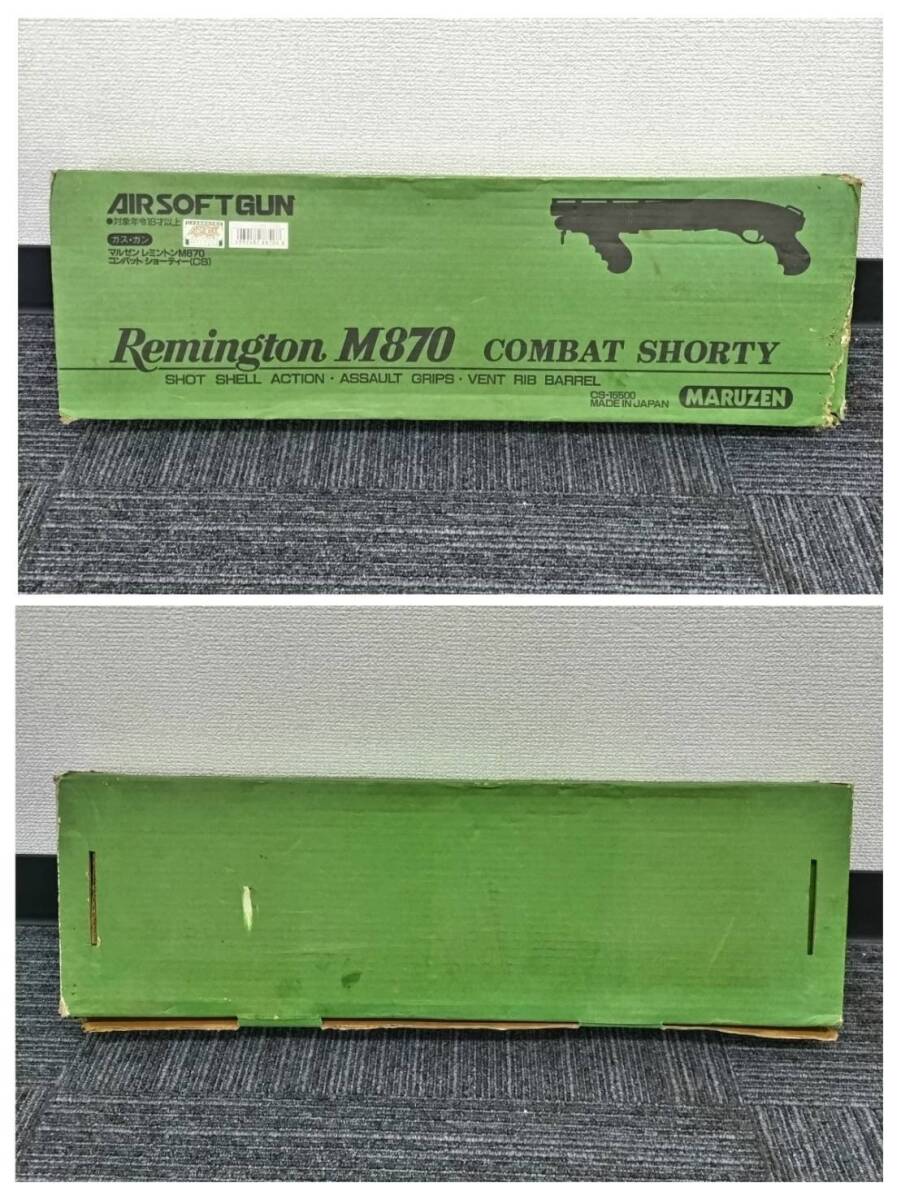 AIRSOFTGUN
●対象年令18才以上
ガス・ガン
マルゼン レミントンM870
コンバット ショーティー(CS)
Remington M870 COMBAT SHORTY
SHOT SHELL ACTION・ASSAULT GRIPS・VENT RIB BARREL
CS-15500
MADE IN JAPAN
MARUZEN